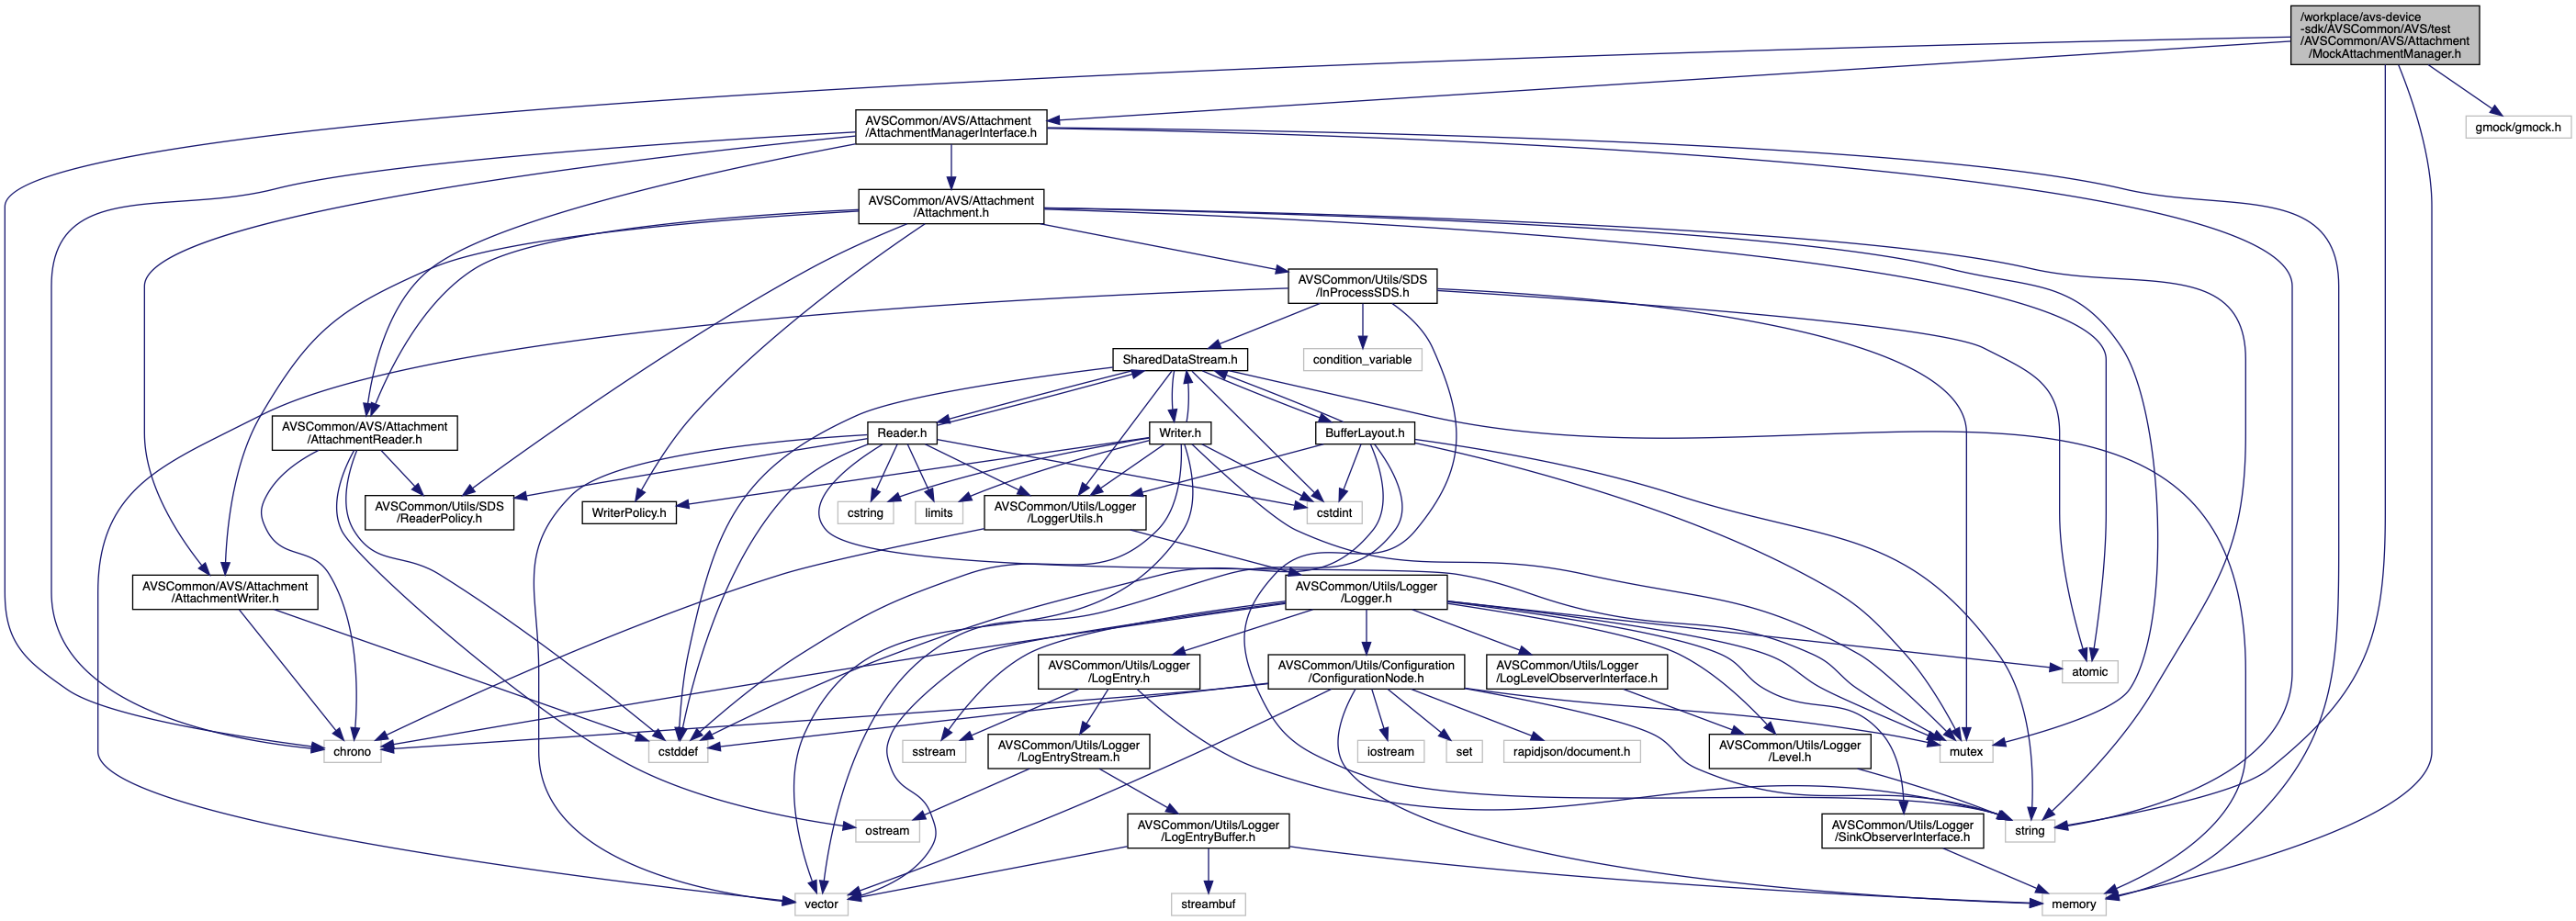 /workplace/avs-device
-sdk/AVSCommon/AVS/test
/AVSCommon/AVS/Attachment
/MockAttachmentManager.h
AVSCommon/AVS/Attachment
/AttachmentManagerInterface.h
gmock/gmock.h
AVSCommon/AVS/Attachment
/Attachment.h
AVSCommon/Utils/SDS
/InProcessSDS.h
SharedDataStream.h
condition_variable
AVSCommon/AVS/Attachment
/AttachmentReader.h
Reader.h
Writer.h
BufferLayout.h
AVSCommon/Utils/SDS
/ReaderPolicy.h
WriterPolicy.h
cstring
limits
AVSCommon/Utils/Logger
/LoggerUtils.h
cstdint
AVSCommon/AVS/Attachment
/AttachmentWriter.h
AVSCommon/Utils/Logger
/Logger.h
AVSCommon/Utils/Logger
/LogEntry.h
AVSCommon/Utils/Configuration
/ConfigurationNode.h
AVSCommon/Utils/Logger
/LogLevelObserverInterface.h
atomic
chrono
cstddef
sstream
AVSCommon/Utils/Logger
/LogEntryStream.h
iostream
set
rapidjson/document.h
AVSCommon/Utils/Logger
/Level.h
mutex
ostream
AVSCommon/Utils/Logger
/LogEntryBuffer.h
AVSCommon/Utils/Logger
/SinkObserverInterface.h
string
vector
streambuf
memory